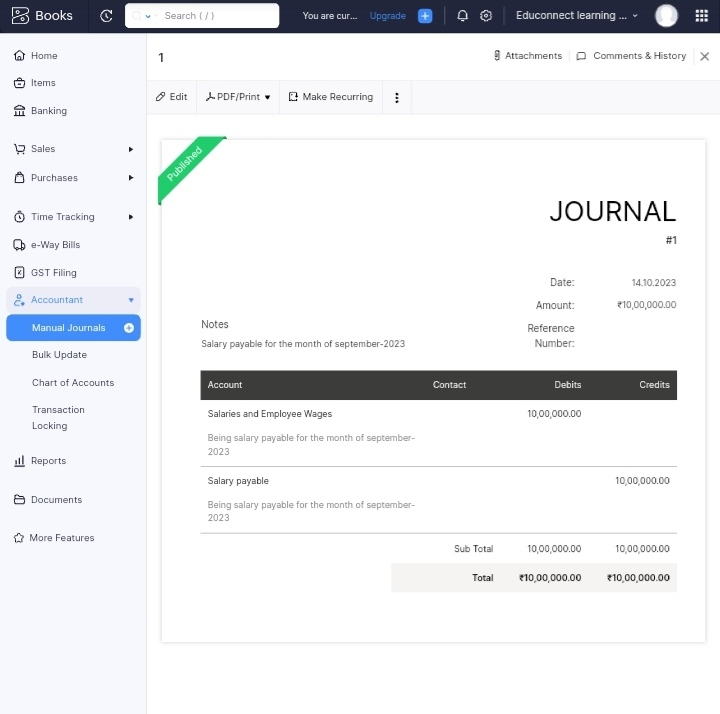 Books
Search ( / )
You are cur...
Upgrade
Educonnect learning ...
Home
Items
Banking
Sales
Purchases
Time Tracking
e-Way Bills
GST Filing
Accountant
Manual Journals
Bulk Update
Chart of Accounts
Transaction
Locking
Reports
Documents
More Features
1
Attachments
Comments & History
Edit
PDF/Print
Make Recurring
Published
JOURNAL
#1
Date: 14.10.2023
Amount: ₹10,00,000.00
Reference
Number:
Notes
Salary payable for the month of september-2023
Account Contact Debits Credits
Salaries and Employee Wages 10,00,000.00
Being salary payable for the month of september-
2023
Salary payable 10,00,000.00
Being salary payable for the month of september-
2023
Sub Total 10,00,000.00 10,00,000.00
Total ₹10,00,000.00 ₹10,00,000.00